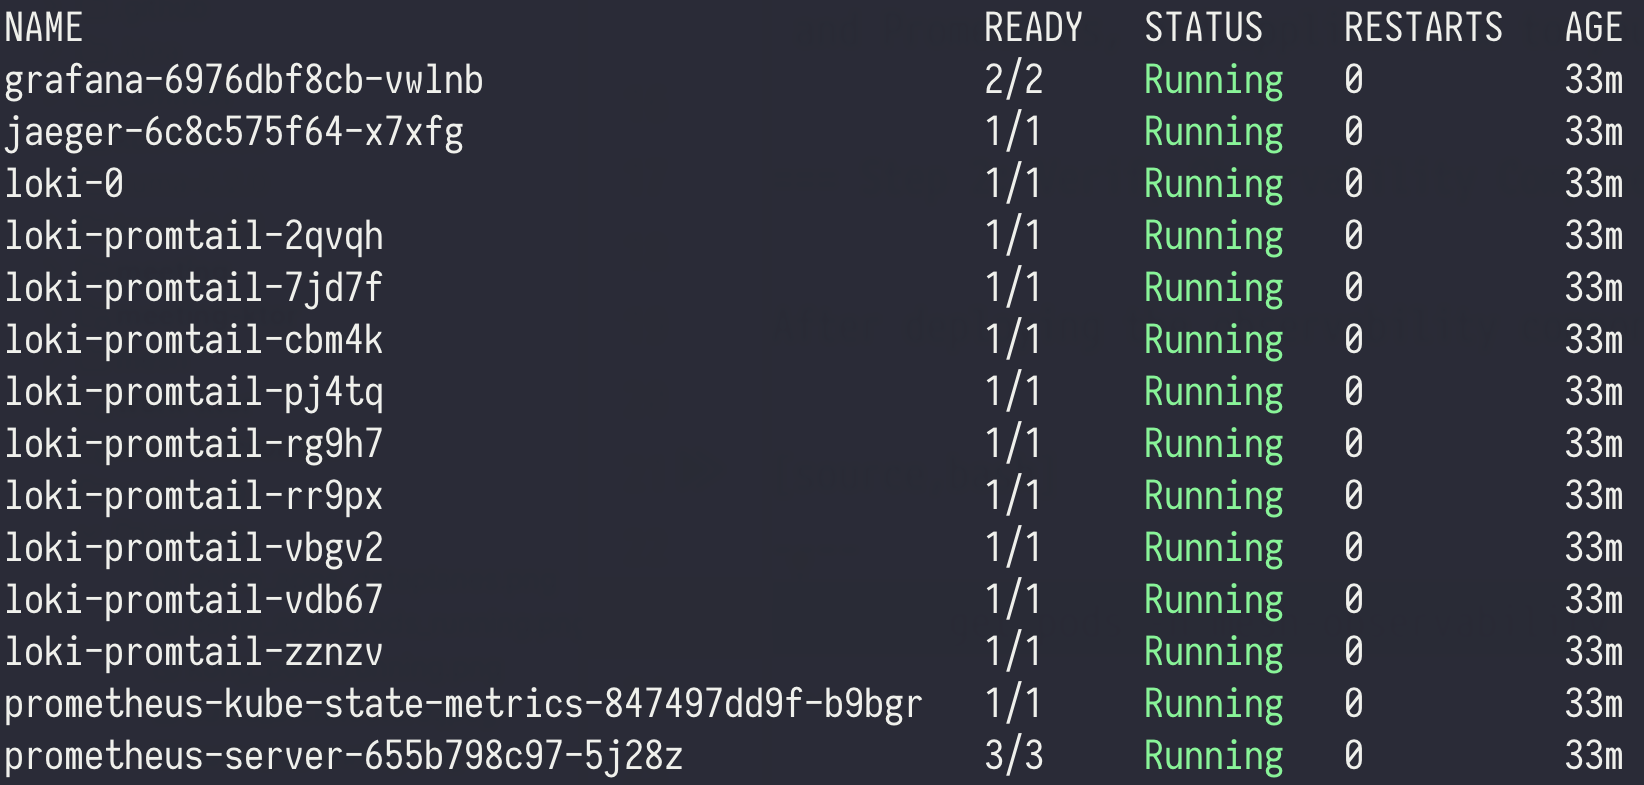 NAME READY STATUS RESTARTS AGE
grafana-6976dbf8cb-vwlnb 2/2 Running 0 33m
jaeger-6c8c575f64-x7xfg 1/1 Running 0 33m
loki-0 1/1 Running 0 33m
loki-promtail-2qvqh 1/1 Running 0 33m
loki-promtail-7jd7f 1/1 Running 0 33m
loki-promtail-cbm4k 1/1 Running 0 33m
loki-promtail-pj4tq 1/1 Running 0 33m
loki-promtail-rg9h7 1/1 Running 0 33m
loki-promtail-rr9px 1/1 Running 0 33m
loki-promtail-vbgv2 1/1 Running 0 33m
loki-promtail-vdb67 1/1 Running 0 33m
loki-promtail-zznzv 1/1 Running 0 33m
prometheus-kube-state-metrics-847497dd9f-b9bgr 1/1 Running 0 33m
prometheus-server-655b798c97-5j28z 3/3 Running 0 33m